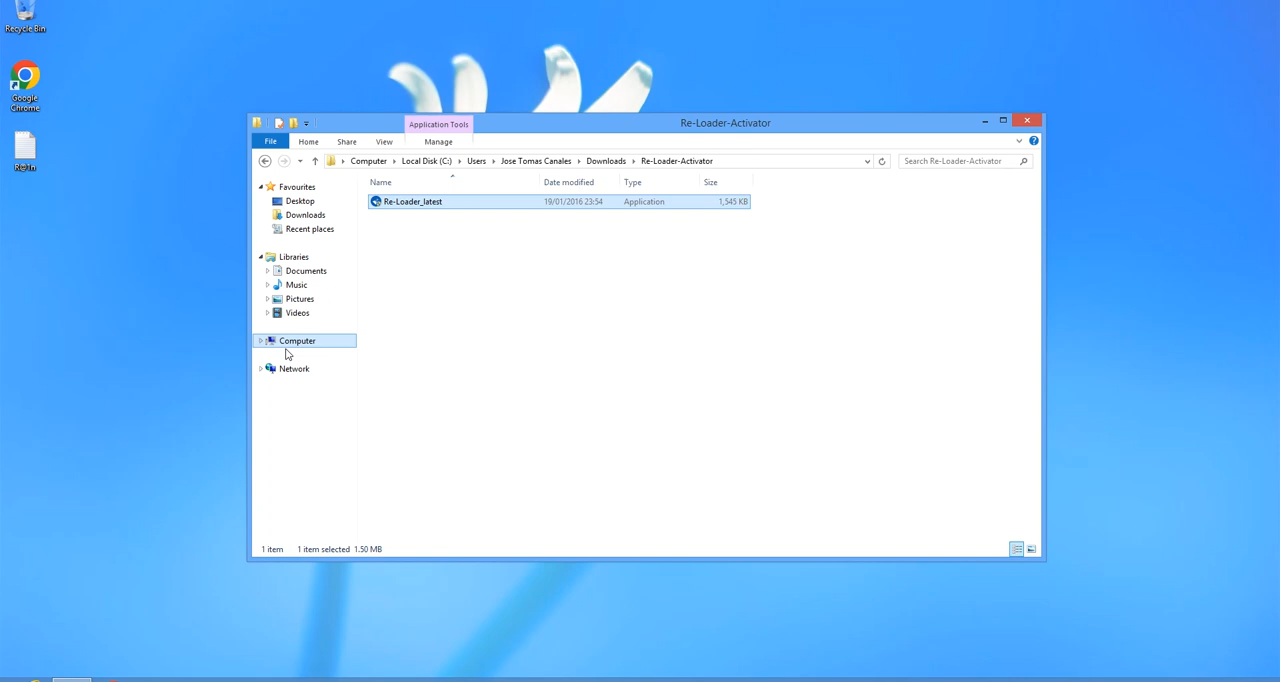 Recycle Bin
Google
Chrome
R@1n
Application Tools
Re-Loader-Activator
File Home Share View Manage
Computer Local Disk (C:) Users Jose Tomas Canales Downloads Re-Loader-Activator
Search Re-Loader-Activator
Name Date modified Type Size
Re-Loader_latest 19/01/2016 23:54 Application 1,545 KB
Favourites
Desktop
Downloads
Recent places
Libraries
Documents
Music
Pictures
Videos
Computer
Network
1 item 1 item selected 1.50 MB